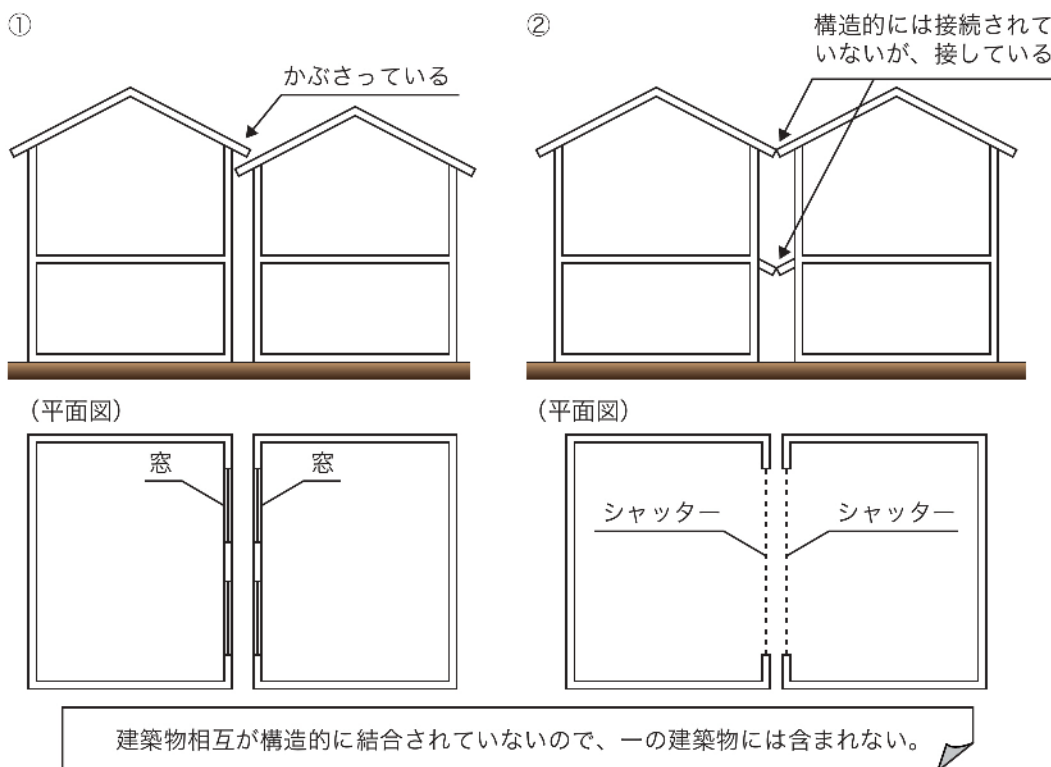 ①
かぶさっている
(平面図)
窓
窓
②
構造的には接続されて
いないが、接している
(平面図)
シャッター
シャッター
建築物相互が構造的に結合されていないので、一の建築物には含まれない。